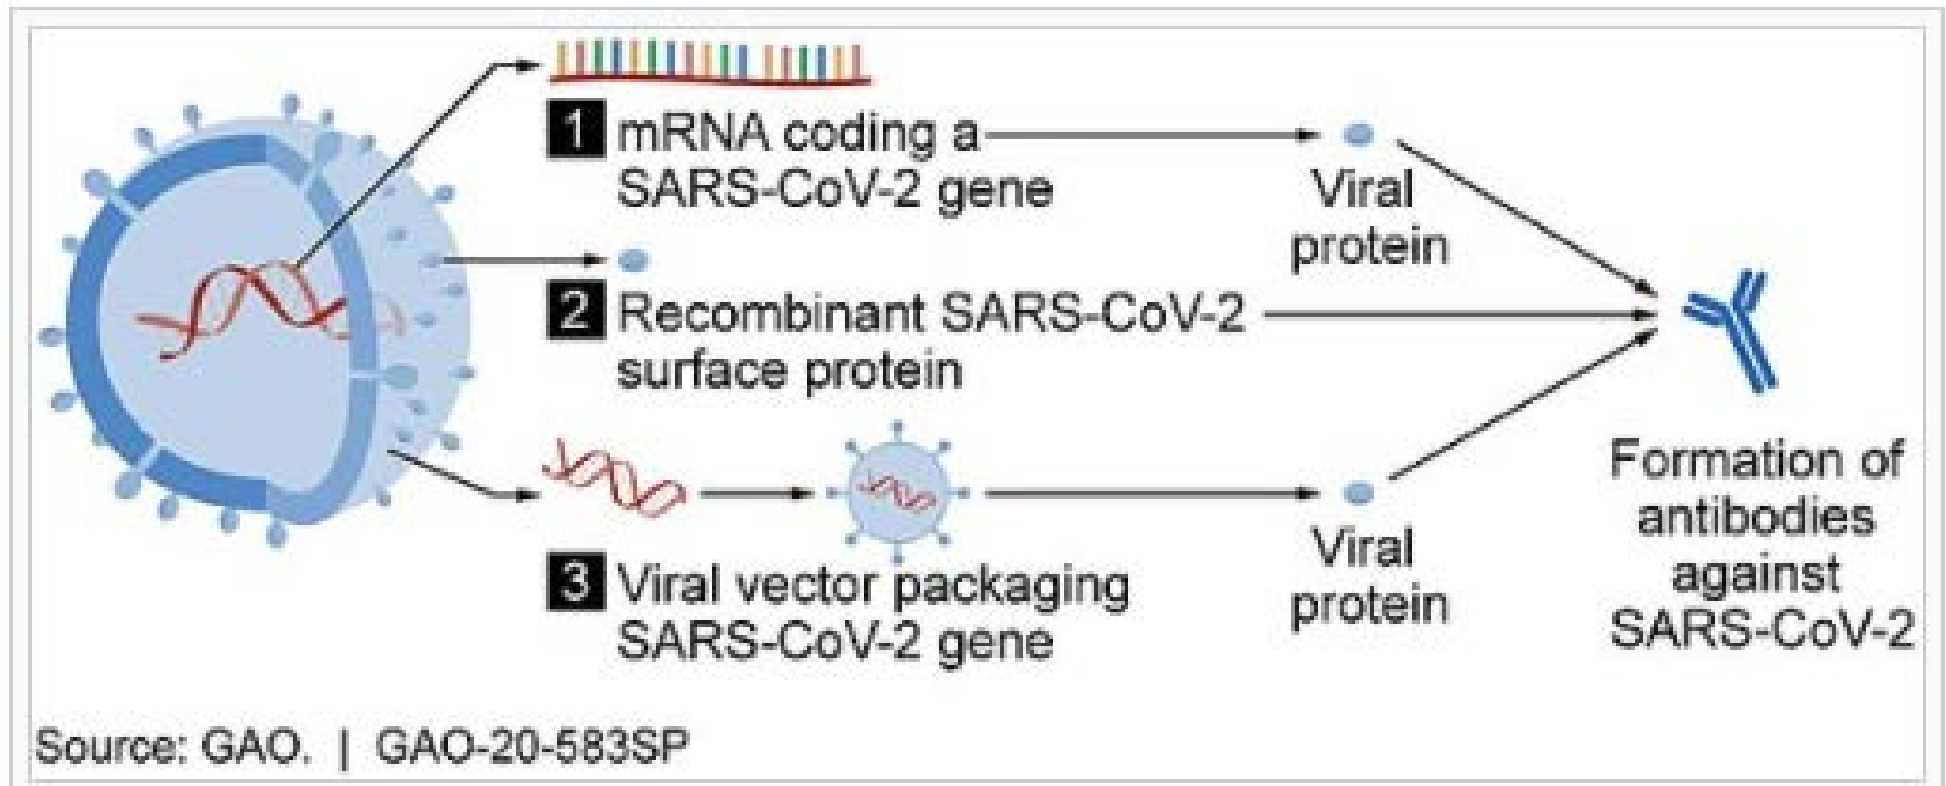 1 mRNA coding a
SARS-CoV-2 gene
Viral
protein
2 Recombinant SARS-CoV-2
surface protein
3 Viral vector packaging
SARS-CoV-2 gene
Viral
protein
Formation of
antibodies
against
SARS-CoV-2
Source: GAO. | GAO-20-583SP